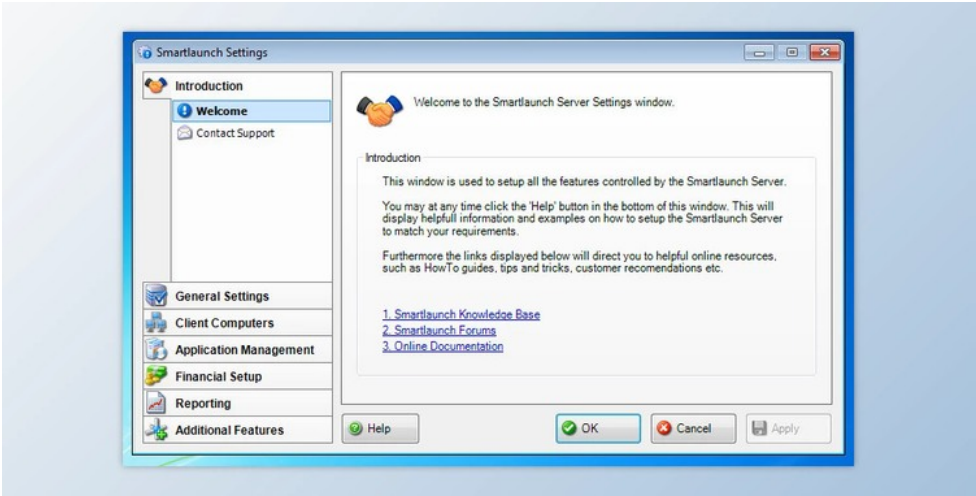 Smartlaunch Settings
Introduction
Welcome
Contact Support
General Settings
Client Computers
Application Management
Financial Setup
Reporting
Additional Features
Welcome to the Smartlaunch Server Settings window.
Introduction
This window is used to setup all the features controlled by the Smartlaunch Server.
You may at any time click the 'Help' button in the bottom of this window. This will
display helpfull information and examples on how to setup the Smartlaunch Server
to match your requirements.
Furthermore the links displayed below will direct you to helpful online resources,
such as HowTo guides, tips and tricks, customer recomendations etc.
1. Smartlaunch Knowledge Base
2. Smartlaunch Forums
3. Online Documentation
Help
OK
Cancel
Apply